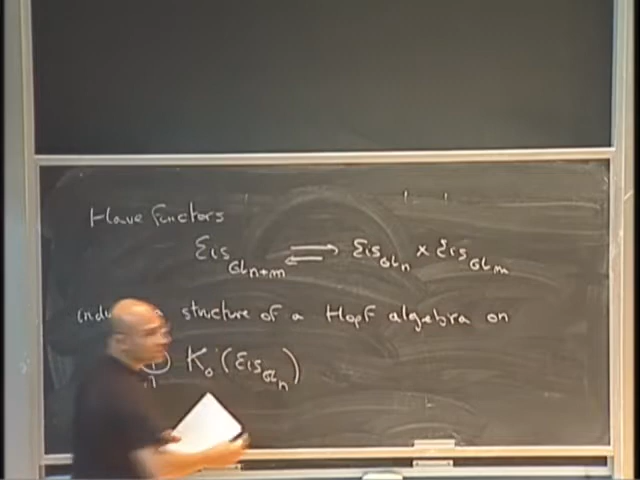 Have functors
Eis_{GL_{n+m}} ⇄ Eis_{GL_n} × Eis_{GL_m}
structure of a Hopf algebra on
K_0(Eis_{GL_n})